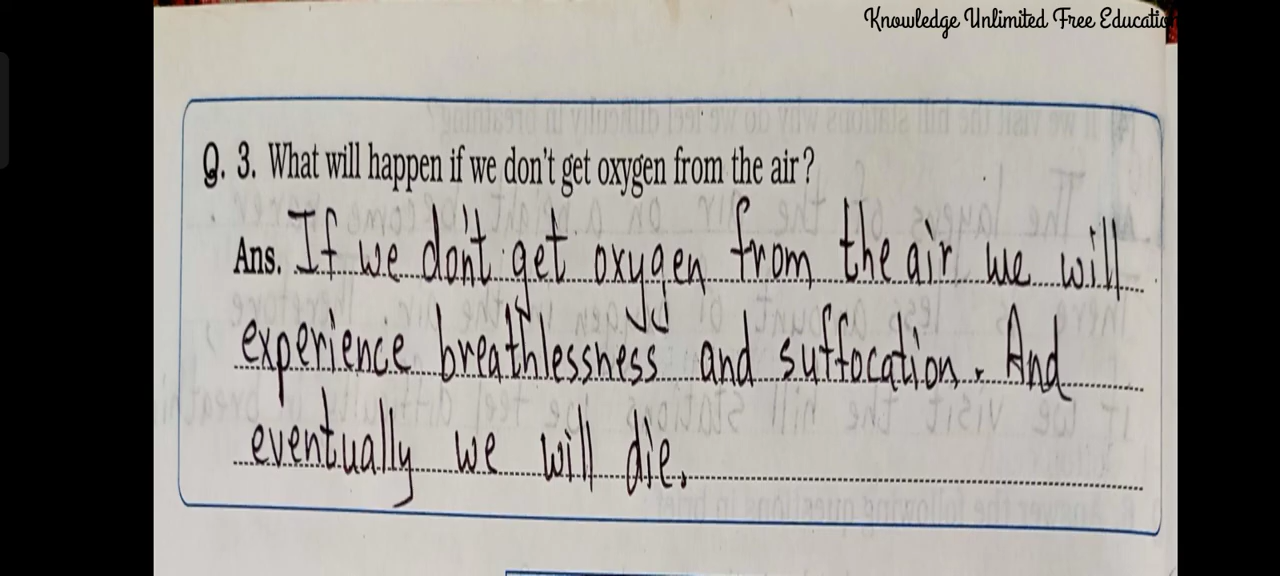 Knowledge Unlimited Free Educatio
Q. 3. What will happen if we don't get oxygen from the air?
Ans. If we don't get oxygen from the air we will
experience breathlessness and suffocation. And
eventually we will die.